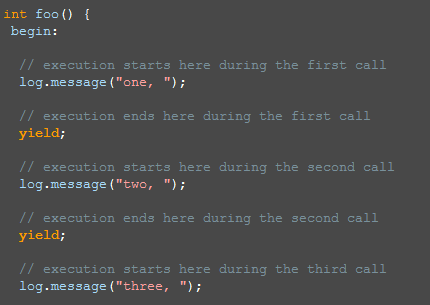 int foo() {
begin:
// execution starts here during the first call
log.message("one, ");
// execution ends here during the first call
yield;
// execution starts here during the second call
log.message("two, ");
// execution ends here during the second call
yield;
// execution starts here during the third call
log.message("three, ");